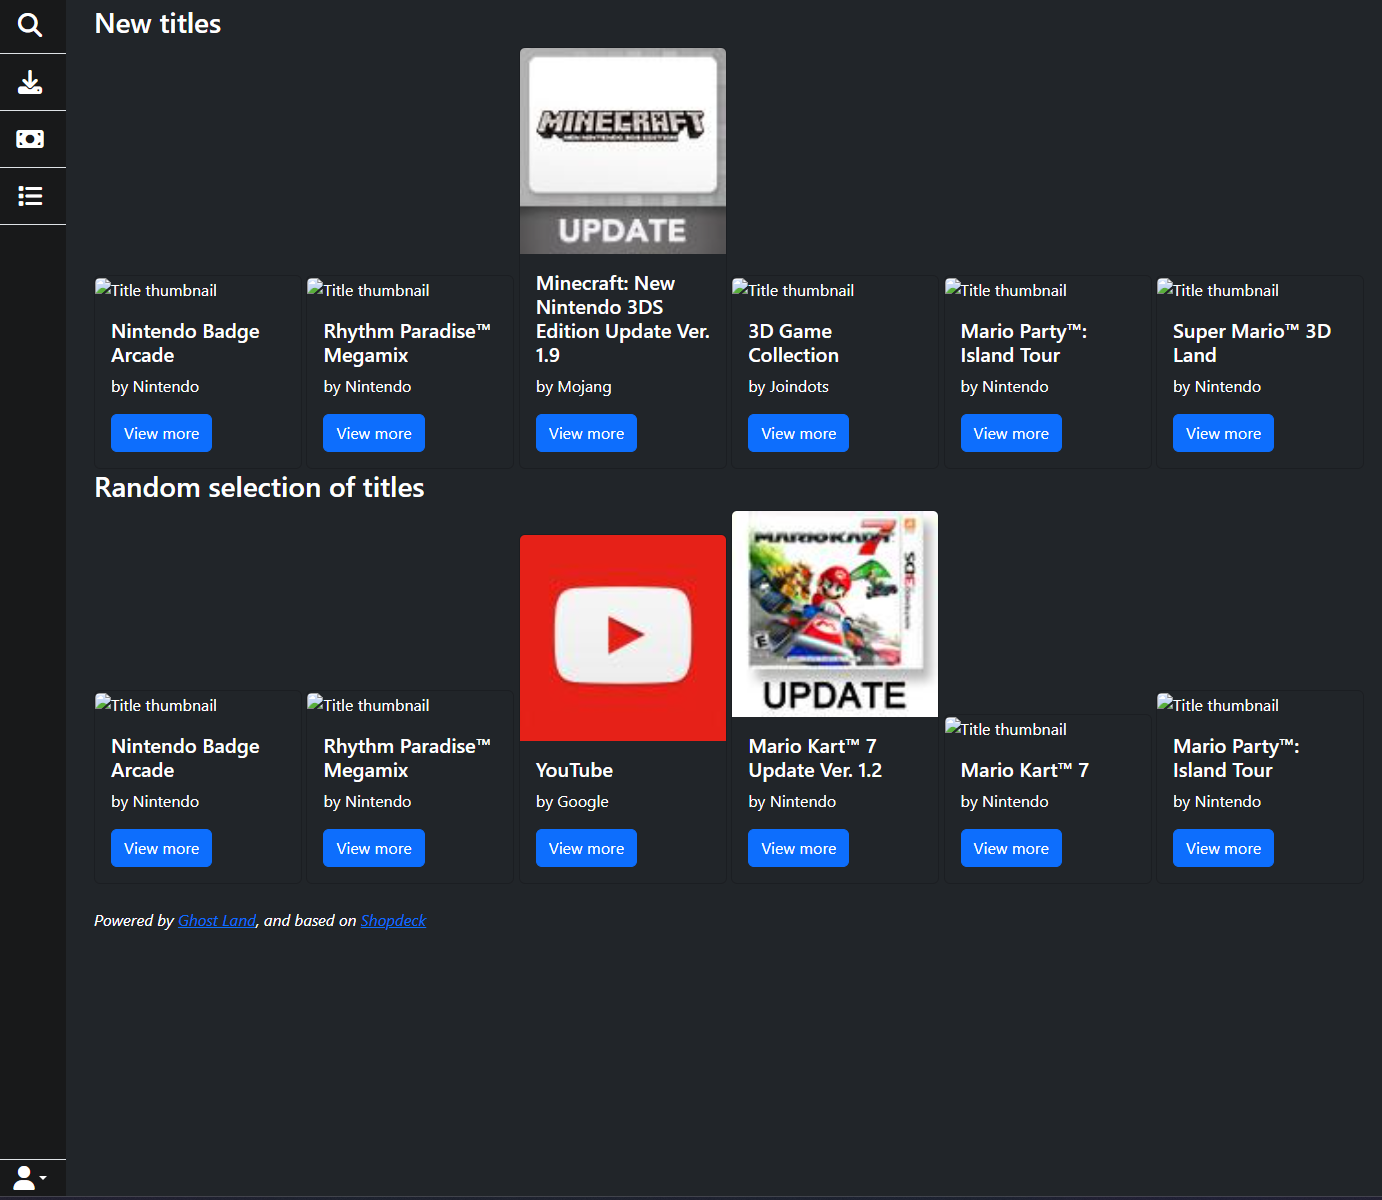 New titles
MINECRAFT
NEW NINTENDO 3DS EDITION
UPDATE
Title thumbnail
Nintendo Badge
Arcade
by Nintendo
View more
Title thumbnail
Rhythm Paradise™
Megamix
by Nintendo
View more
Minecraft: New
Nintendo 3DS
Edition Update Ver.
1.9
by Mojang
View more
Title thumbnail
3D Game
Collection
by Joindots
View more
Title thumbnail
Mario Party™:
Island Tour
by Nintendo
View more
Title thumbnail
Super Mario™ 3D
Land
by Nintendo
View more
Random selection of titles
Title thumbnail
Nintendo Badge
Arcade
by Nintendo
View more
Title thumbnail
Rhythm Paradise™
Megamix
by Nintendo
View more
YouTube
by Google
View more
MARIOKART 7
E
UPDATE
Mario Kart™ 7
Update Ver. 1.2
by Nintendo
View more
Title thumbnail
Mario Kart™ 7
by Nintendo
View more
Title thumbnail
Mario Party™:
Island Tour
by Nintendo
View more
Powered by Ghost Land, and based on Shopdeck